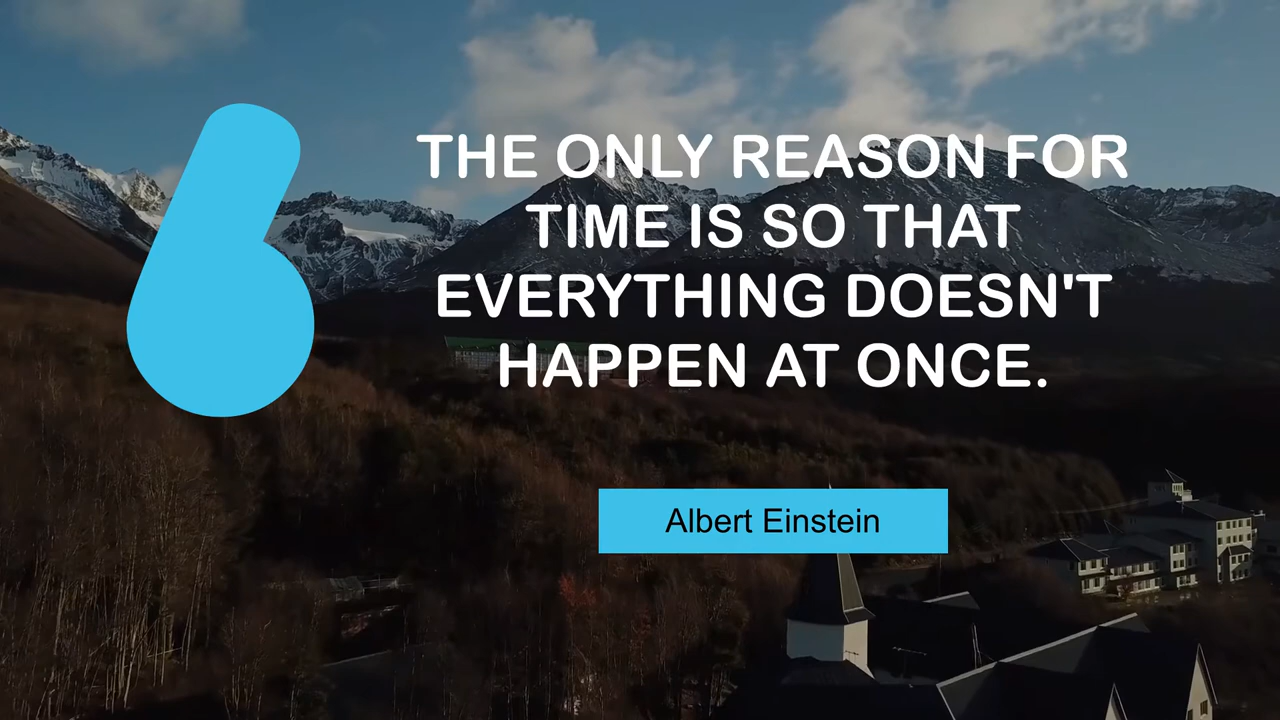 THE ONLY REASON FOR
TIME IS SO THAT
EVERYTHING DOESN'T
HAPPEN AT ONCE.
Albert Einstein